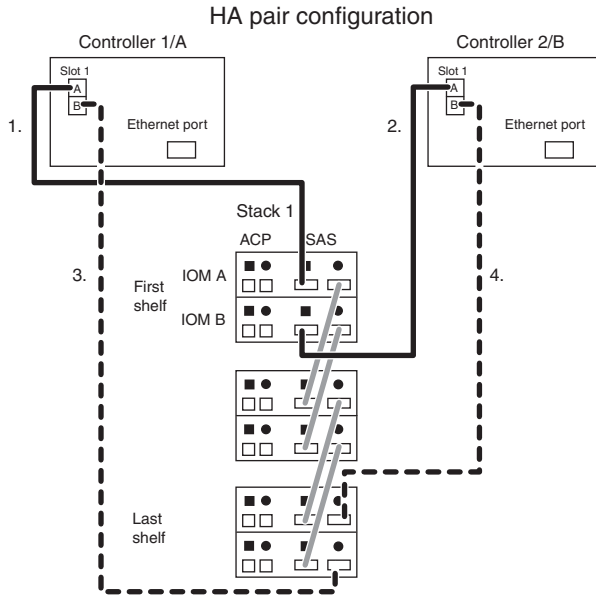 HA pair configuration
Controller 1/A
Controller 2/B
Slot 1
A
B
Ethernet port
Slot 1
A
B
Ethernet port
1.
2.
Stack 1
ACP
SAS
3.
4.
First
shelf
IOM A
IOM B
Last
shelf